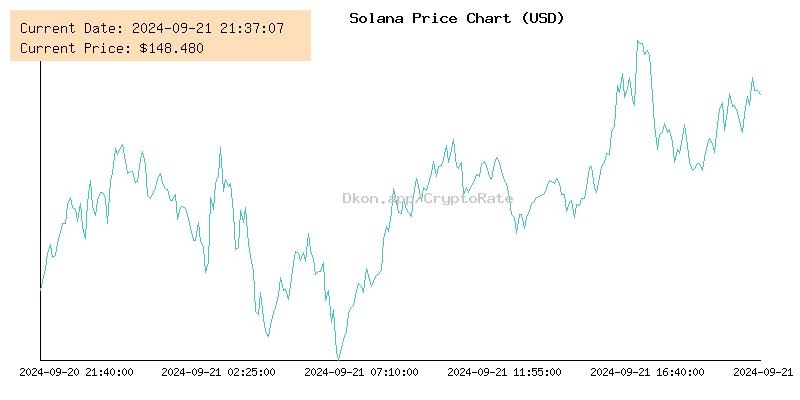 Solana Price Chart (USD)
Current Date: 2024-09-21 21:37:07
Current Price: $148.480
Dkon.app/CryptoRate
2024-09-20 21:40:00 2024-09-21 02:25:00 2024-09-21 07:10:00 2024-09-21 11:55:00 2024-09-21 16:40:00 2024-09-21